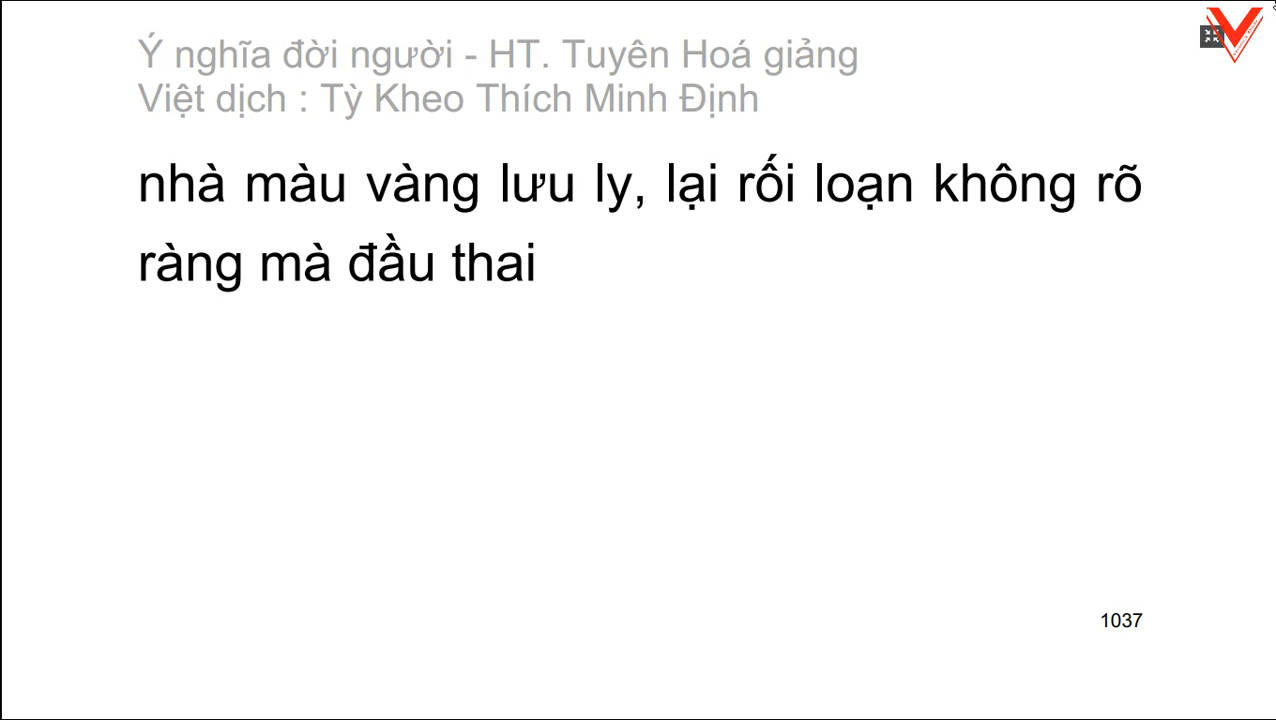 Ý nghĩa đời người - HT. Tuyên Hoá giảng
Việt dịch : Tỳ Kheo Thích Minh Định
nhà màu vàng lưu ly, lại rối loạn không rõ
ràng mà đầu thai
1037